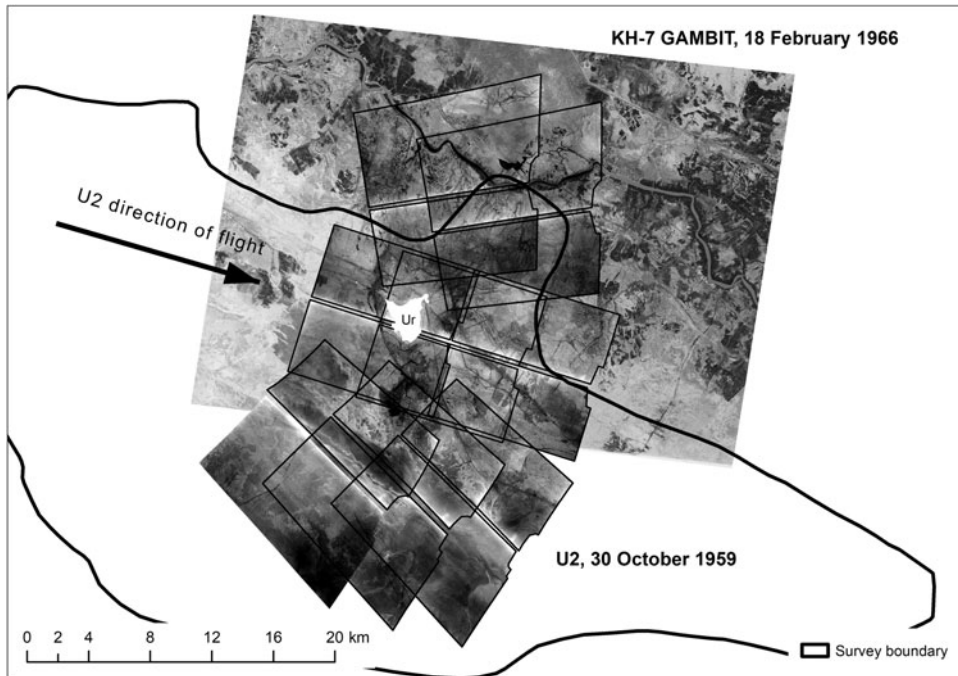 KH-7 GAMBIT, 18 February 1966
U2 direction of flight
Ur
U2, 30 October 1959
0 2 4 8 12 16 20 km
Survey boundary